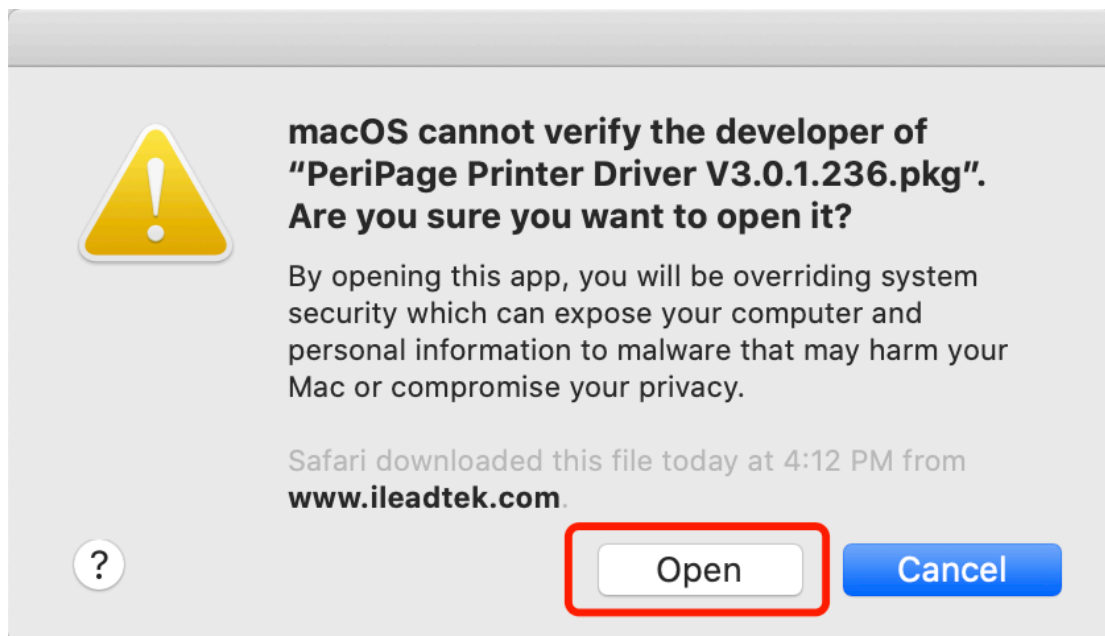 macOS cannot verify the developer of
“PeriPage Printer Driver V3.0.1.236.pkg”.
Are you sure you want to open it?
By opening this app, you will be overriding system
security which can expose your computer and
personal information to malware that may harm your
Mac or compromise your privacy.
Safari downloaded this file today at 4:12 PM from
www.ileadtek.com.
?
Open
Cancel